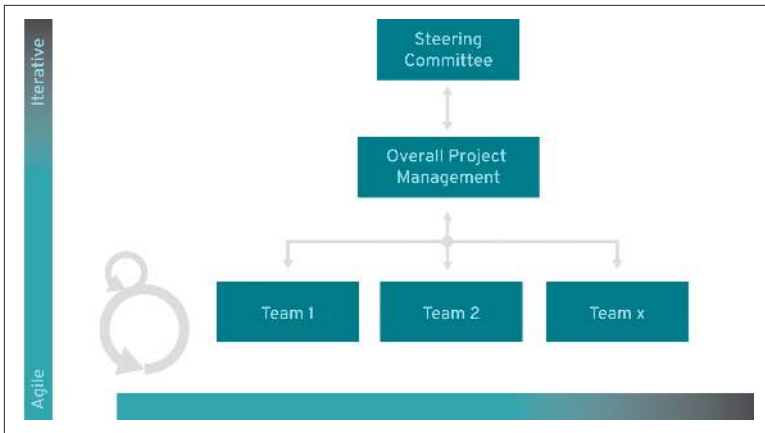 Steering
Committee
Iterative
Overall Project
Management
Team 1
Team 2
Team x
Agile